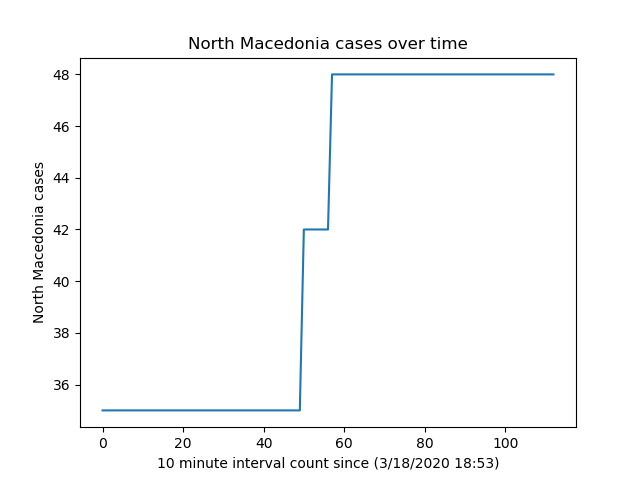 North Macedonia cases over time
48
46
44
42
40
38
36
North Macedonia cases
0 20 40 60 80 100
10 minute interval count since (3/18/2020 18:53)